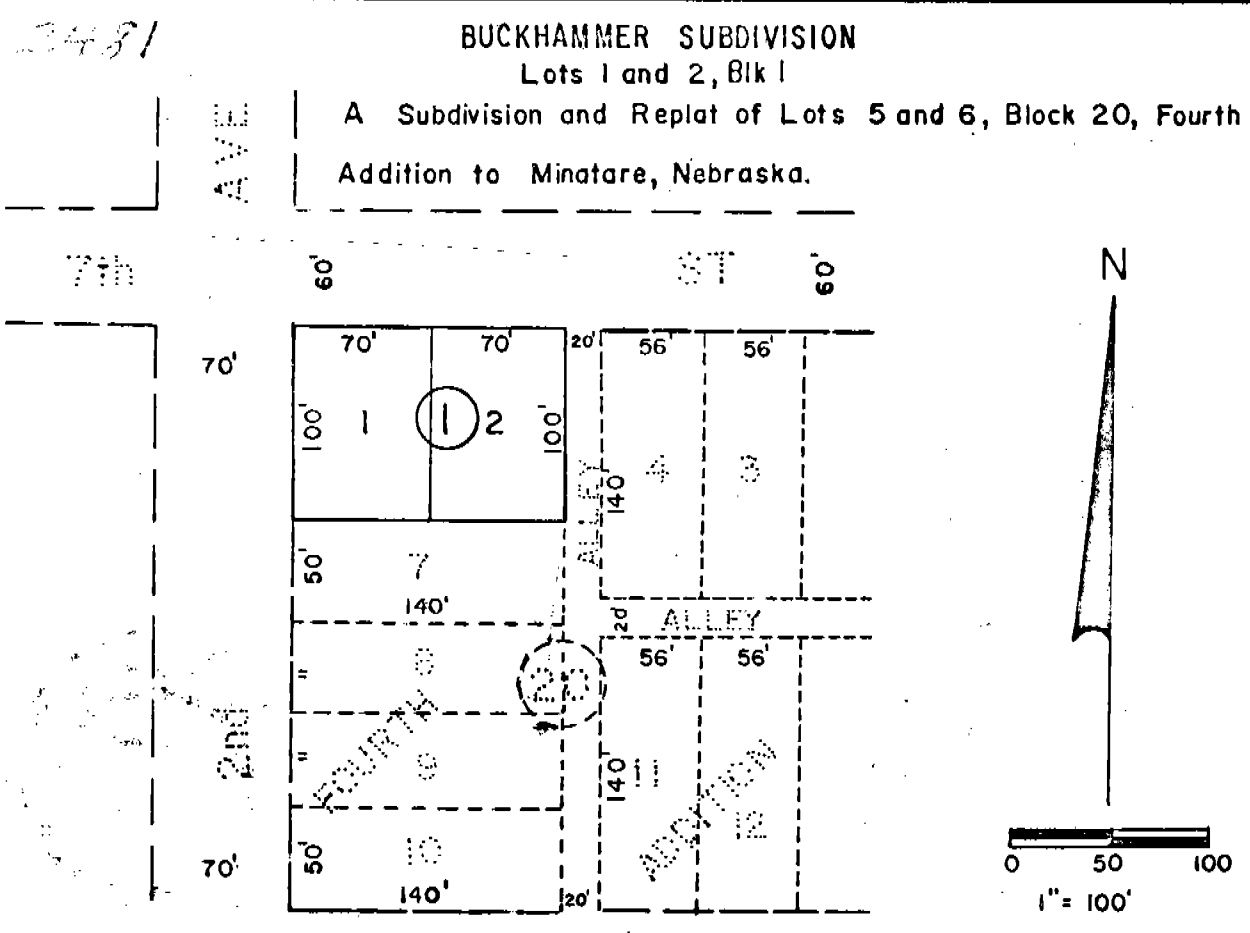 3481
BUCKHAMMER SUBDIVISION
Lots 1 and 2, Blk 1
A Subdivision and Replat of Lots 5 and 6, Block 20, Fourth
Addition to Minatare, Nebraska.
AVE
7th
60'
ST
60'
N
70'
70'
70'
20'
56'
56'
100'
1
1
2
100'
ALLEY
140'
4
3
50'
7
140'
20'
ALLEY
8
20
56'
56'
=
2nd
FOURTH
=
9
140'
11
ADDITION
12
70'
50'
10
140'
20'
0 50 100
1"= 100'